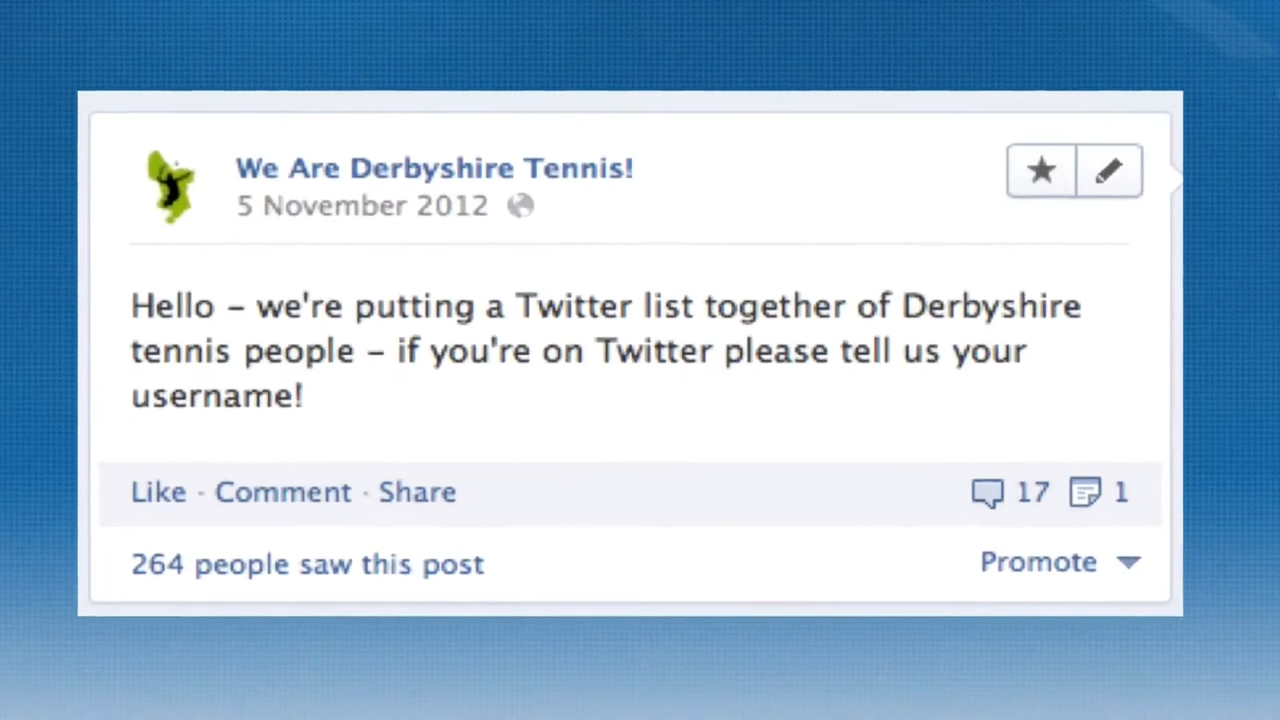 We Are Derbyshire Tennis!
5 November 2012
Hello – we're putting a Twitter list together of Derbyshire
tennis people – if you're on Twitter please tell us your
username!
Like · Comment · Share 17 1
264 people saw this post Promote